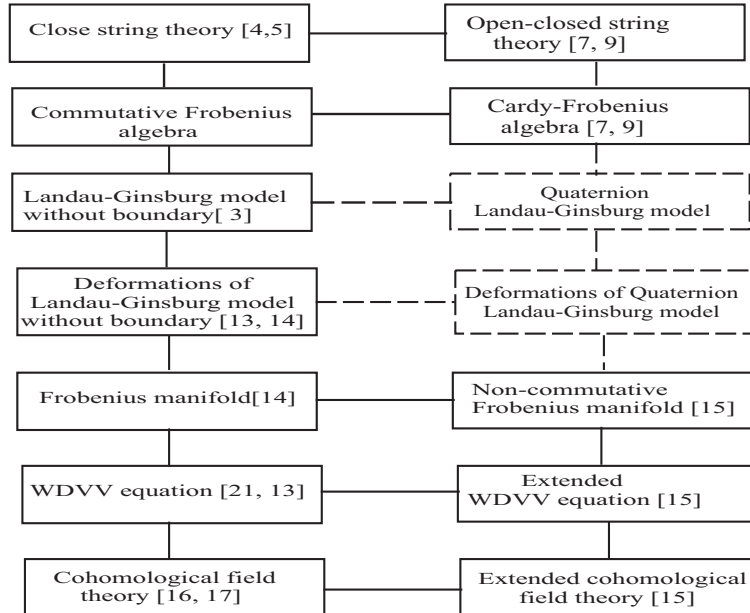 Close string theory [4,5]
Open-closed string
theory [7, 9]
Commutative Frobenius
algebra
Cardy-Frobenius
algebra [7, 9]
Landau-Ginsburg model
without boundary[ 3]
Quaternion
Landau-Ginsburg model
Deformations of
Landau-Ginsburg model
without boundary [13, 14]
Deformations of Quaternion
Landau-Ginsburg model
Frobenius manifold[14]
Non-commutative
Frobenius manifold [15]
WDVV equation [21, 13]
Extended
WDVV equation [15]
Cohomological field
theory [16, 17]
Extended cohomological
field theory [15]